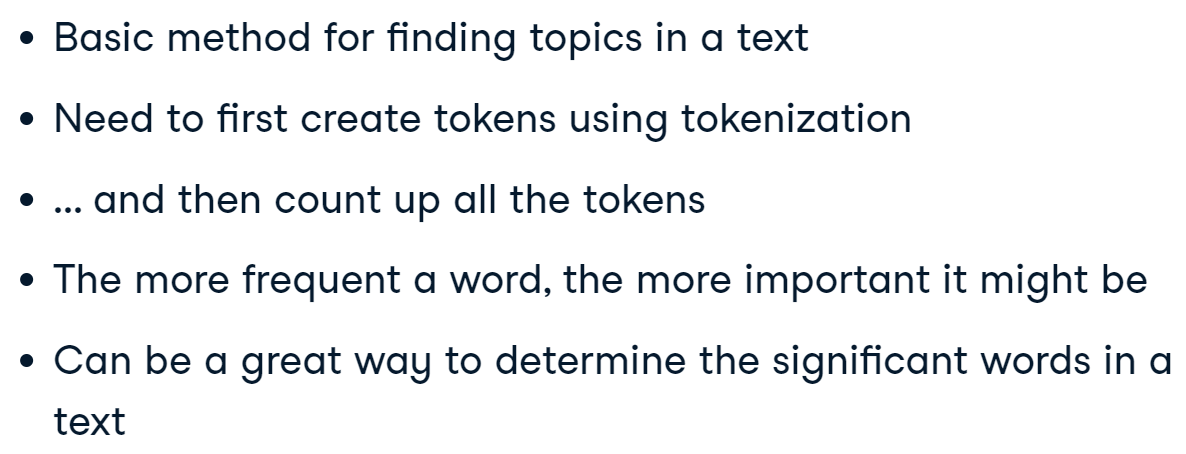 • Basic method for finding topics in a text
• Need to first create tokens using tokenization
• ... and then count up all the tokens
• The more frequent a word, the more important it might be
• Can be a great way to determine the significant words in a
text